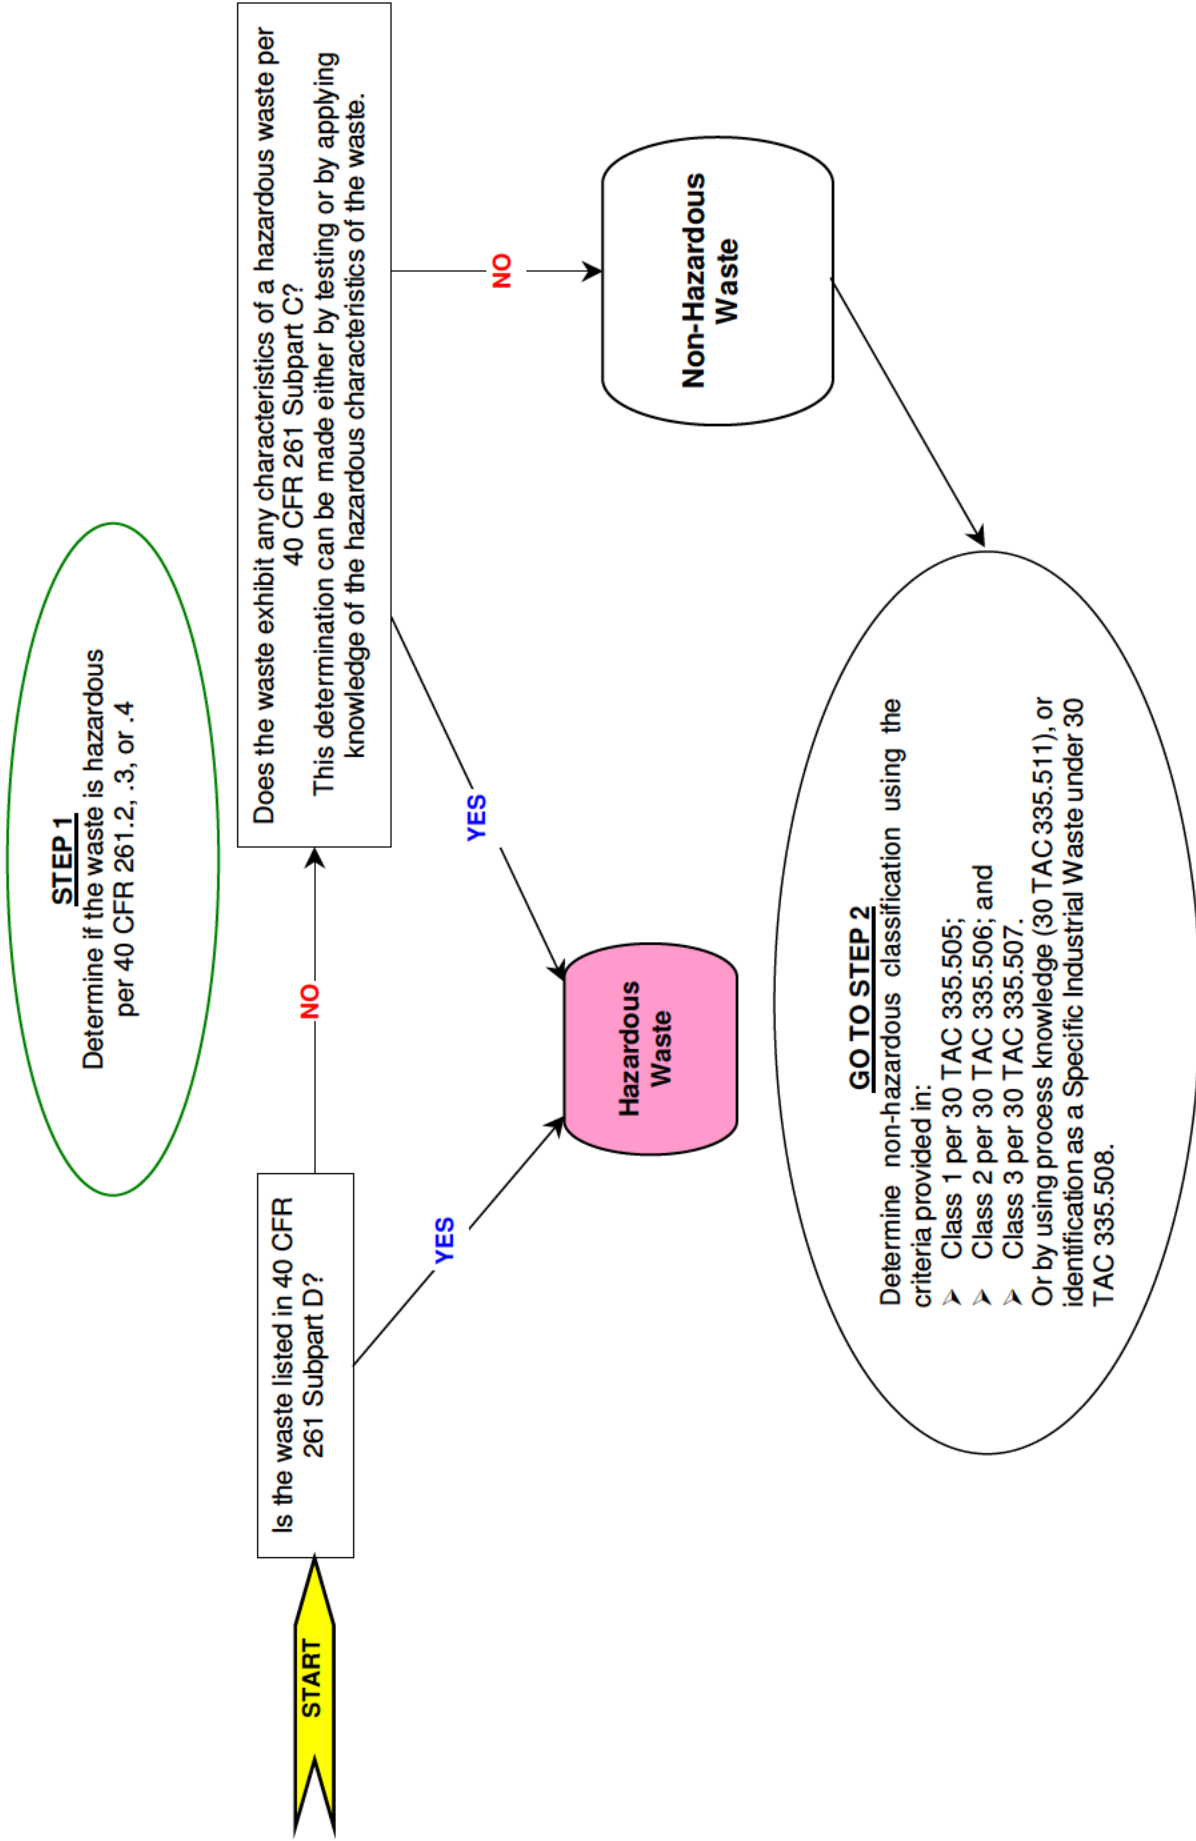 STEP 1
Determine if the waste is hazardous
per 40 CFR 261.2, .3, or .4
START
Is the waste listed in 40 CFR
261 Subpart D?
NO
Does the waste exhibit any characteristics of a hazardous waste per
40 CFR 261 Subpart C?
This determination can be made either by testing or by applying
knowledge of the hazardous characteristics of the waste.
YES
YES
NO
Hazardous
Waste
Non-Hazardous
Waste
GO TO STEP 2
Determine non-hazardous classification using the
criteria provided in:
➢ Class 1 per 30 TAC 335.505;
➢ Class 2 per 30 TAC 335.506; and
➢ Class 3 per 30 TAC 335.507.
Or by using process knowledge (30 TAC 335.511), or
identification as a Specific Industrial Waste under 30
TAC 335.508.